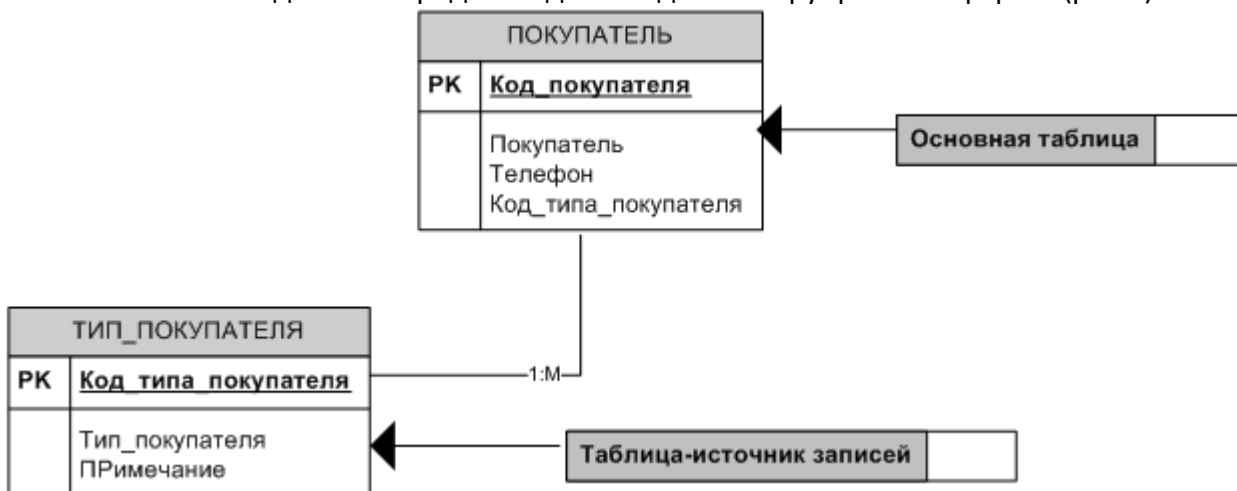 ПОКУПАТЕЛЬ
PK Код_покупателя
Покупатель
Телефон
Код_типа_покупателя
Основная таблица
ТИП_ПОКУПАТЕЛЯ
PK Код_типа_покупателя
1:M
Тип_покупателя
ПРимечание
Таблица-источник записей